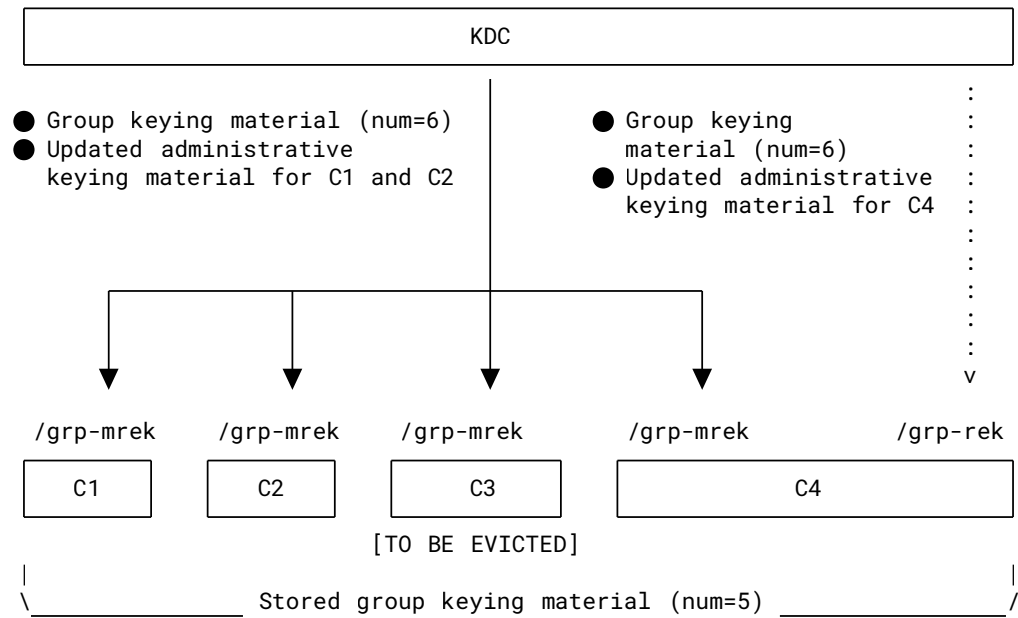 KDC
● Group keying material (num=6)
● Updated administrative
keying material for C1 and C2
● Group keying
material (num=6)
● Updated administrative
keying material for C4
/grp-mrek /grp-mrek /grp-mrek /grp-mrek /grp-rek
C1 C2 C3 C4
[TO BE EVICTED]
Stored group keying material (num=5)